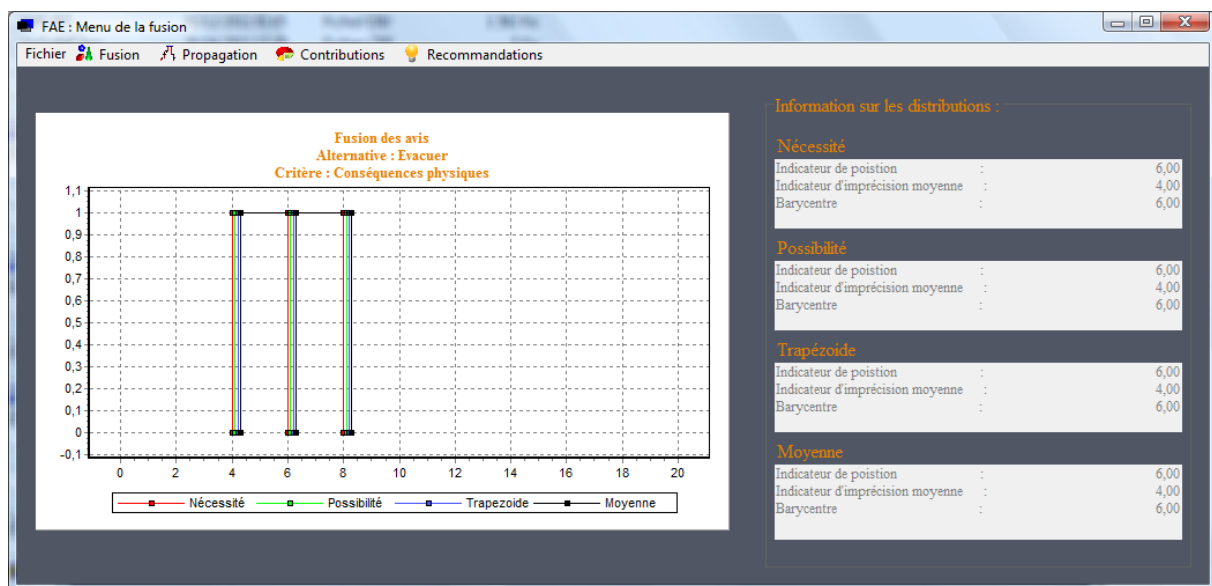 FAE : Menu de la fusion
Fichier Fusion Propagation Contributions Recommandations
Fusion des avis
Alternative : Evacuer
Critère : Conséquences physiques
1,1
1
0,9
0,8
0,7
0,6
0,5
0,4
0,3
0,2
0,1
0
-0,1
0 2 4 6 8 10 12 14 16 18 20
Nécessité Possibilité Trapezoide Moyenne
Information sur les distributions :
Nécessité
Indicateur de poistion : 6,00
Indicateur d'imprécision moyenne : 4,00
Barycentre : 6,00
Possibilité
Indicateur de poistion : 6,00
Indicateur d'imprécision moyenne : 4,00
Barycentre : 6,00
Trapézoide
Indicateur de poistion : 6,00
Indicateur d'imprécision moyenne : 4,00
Barycentre : 6,00
Moyenne
Indicateur de poistion : 6,00
Indicateur d'imprécision moyenne : 4,00
Barycentre : 6,00